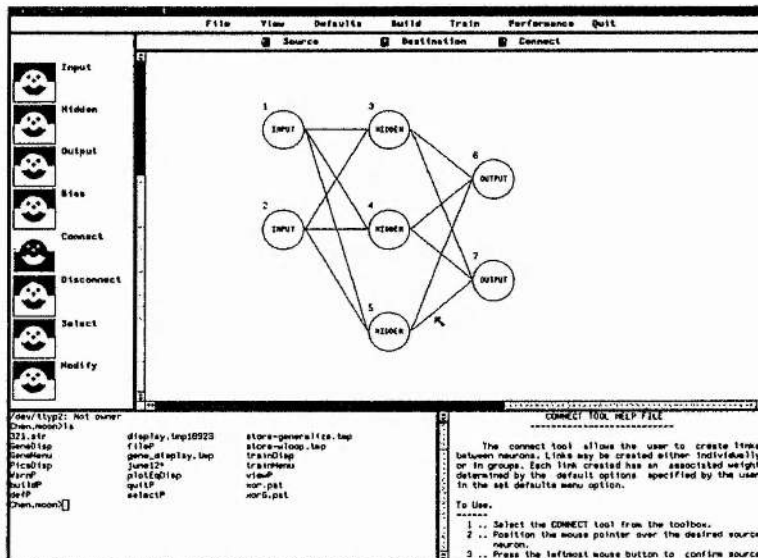 File View Defaults Build Train Performance Quit
Source Destination Connect
Input
Hidden
Output
Bias
Connect
Disconnect
Select
Modify
1 3
INPUT HIDDEN
6
OUTPUT
2 4
INPUT HIDDEN
7
OUTPUT
5
HIDDEN
/dev/ttyp2: Not owner
Chen.moon>ls
321.str display.tmp10923 store-generalize.tmp
GeneDisp fileP store-wloop.tmp
GeneMenu gene_display.tmp trainDisp
PicsDisp june12* trainMenu
WarnP plotEqDisp viewP
buildP quitP xor.pst
defP selectP xor6.pst
Chen.moon>
CONNECT TOOL HELP FILE
The connect tool allows the user to create links
between neurons. Links may be created either individually
or in groups. Each link created has an associated weight
determined by the default options specified by the user
in the set defaults menu option.
To Use.
------
1 .. Select the CONNECT tool from the toolbox.
2 .. Position the mouse pointer over the desired source
neuron.
3 .. Press the leftmost mouse button to confirm source